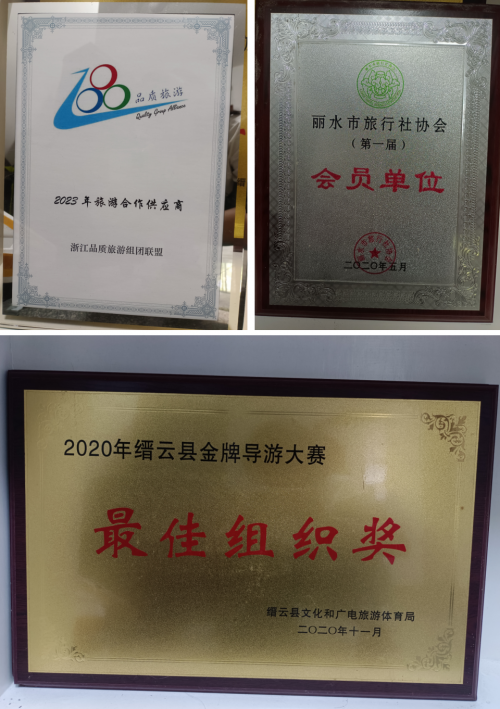 品质旅游
Quality Group Alliance
2023年旅游合作供应商
浙江品质旅游组团联盟
丽水市旅行社协会
（第一届）
会员单位
二〇二〇年五月
2020年缙云县金牌导游大赛
最佳组织奖
缙云县文化和广电旅游体育局
二〇二〇年十一月